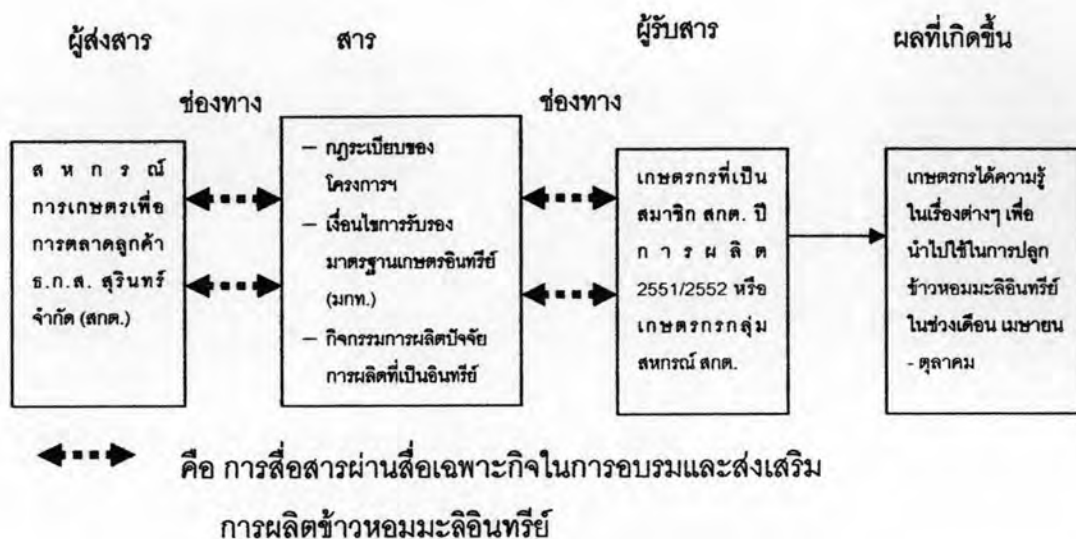 ผู้ส่งสาร
สาร
ผู้รับสาร
ผลที่เกิดขึ้น
ช่องทาง
ช่องทาง
สหกรณ์
การเกษตรเพื่อ
การตลาดลูกค้า
ธ.ก.ส. สุรินทร์
จำกัด (สกต.)
– กฎระเบียบของ
โครงการฯ
– เงื่อนไขการรับรอง
มาตรฐานเกษตรอินทรีย์
(มกท.)
– กิจกรรมการผลิตปัจจัย
การผลิตที่เป็นอินทรีย์
เกษตรกรที่เป็น
สมาชิก สกต. ปี
การผลิต
2551/2552 หรือ
เกษตรกรกลุ่ม
สหกรณ์ สกต.
เกษตรกรได้ความรู้
ในเรื่องต่างๆ เพื่อ
นำไปใช้ในการปลูก
ข้าวหอมมะลิอินทรีย์
ในช่วงเดือน เมษายน
- ตุลาคม
คือ การสื่อสารผ่านสื่อเฉพาะกิจในการอบรมและส่งเสริม
การผลิตข้าวหอมมะลิอินทรีย์